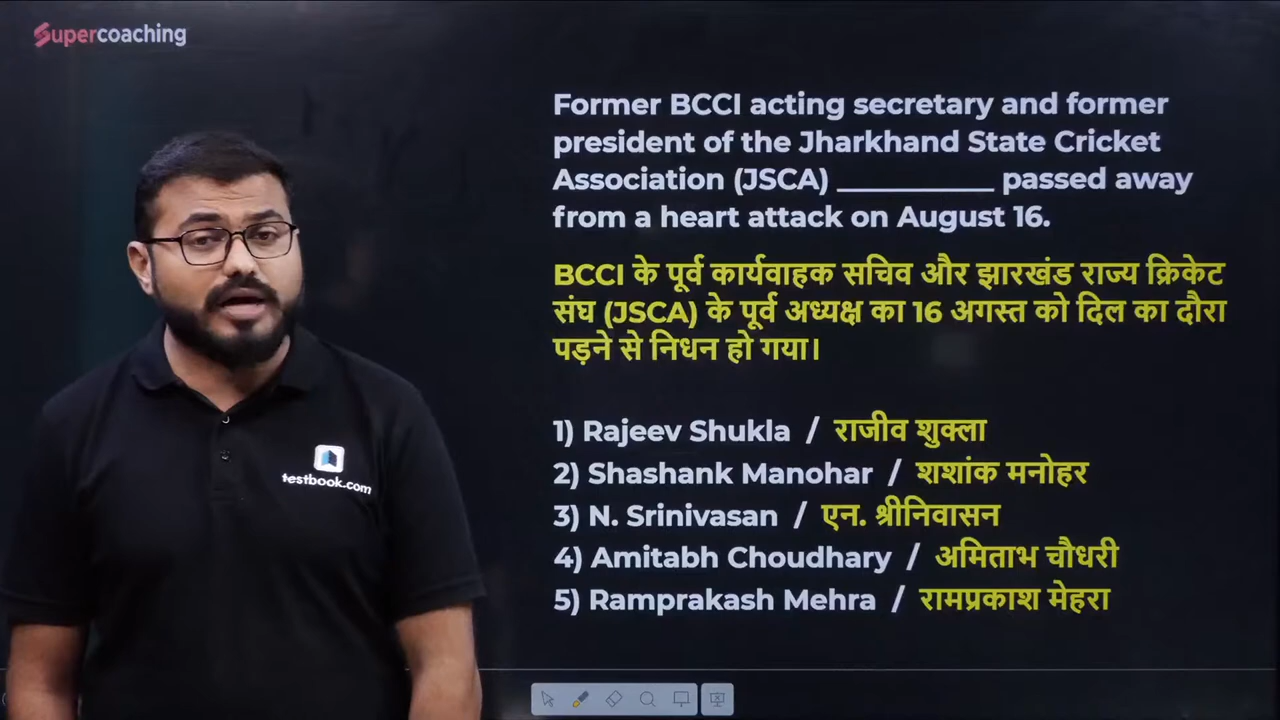 Supercoaching
Former BCCI acting secretary and former
president of the Jharkhand State Cricket
Association (JSCA) __________ passed away
from a heart attack on August 16.
BCCI के पूर्व कार्यवाहक सचिव और झारखंड राज्य क्रिकेट
संघ (JSCA) के पूर्व अध्यक्ष का 16 अगस्त को दिल का दौरा
पड़ने से निधन हो गया।
1) Rajeev Shukla / राजीव शुक्ला
2) Shashank Manohar / शशांक मनोहर
3) N. Srinivasan / एन. श्रीनिवासन
4) Amitabh Choudhary / अमिताभ चौधरी
5) Ramprakash Mehra / रामप्रकाश मेहरा
testbook.com